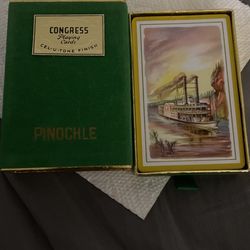 CONGRESS
Playing
Cards
CEL-U-TONE FINISH
PINOCHLE